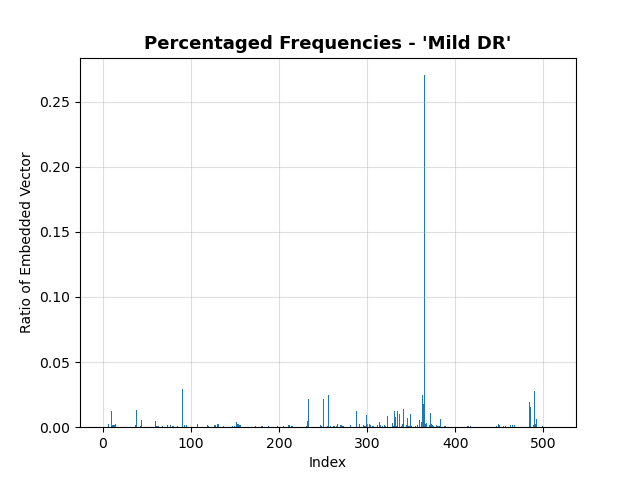 Percentaged Frequencies - 'Mild DR'
Ratio of Embedded Vector
0.25
0.20
0.15
0.10
0.05
0.00
0 100 200 300 400 500
Index